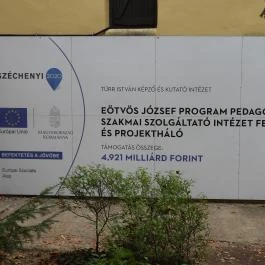 SZÉCHENYI 2020
TÜRR ISTVÁN KÉPZŐ ÉS KUTATÓ INTÉZET
EÖTVÖS JÓZSEF PROGRAM PEDAGÓ
SZAKMAI SZOLGÁLTATÓ INTÉZET FE
ÉS PROJEKTHÁLÓ
TÁMOGATÁS ÖSSZEGE:
4,921 MILLIÁRD FORINT
Európai Unió
MAGYARORSZÁG
KORMÁNYA
BEFEKTETÉS A JÖVŐBE
Európai Szociális
Alap